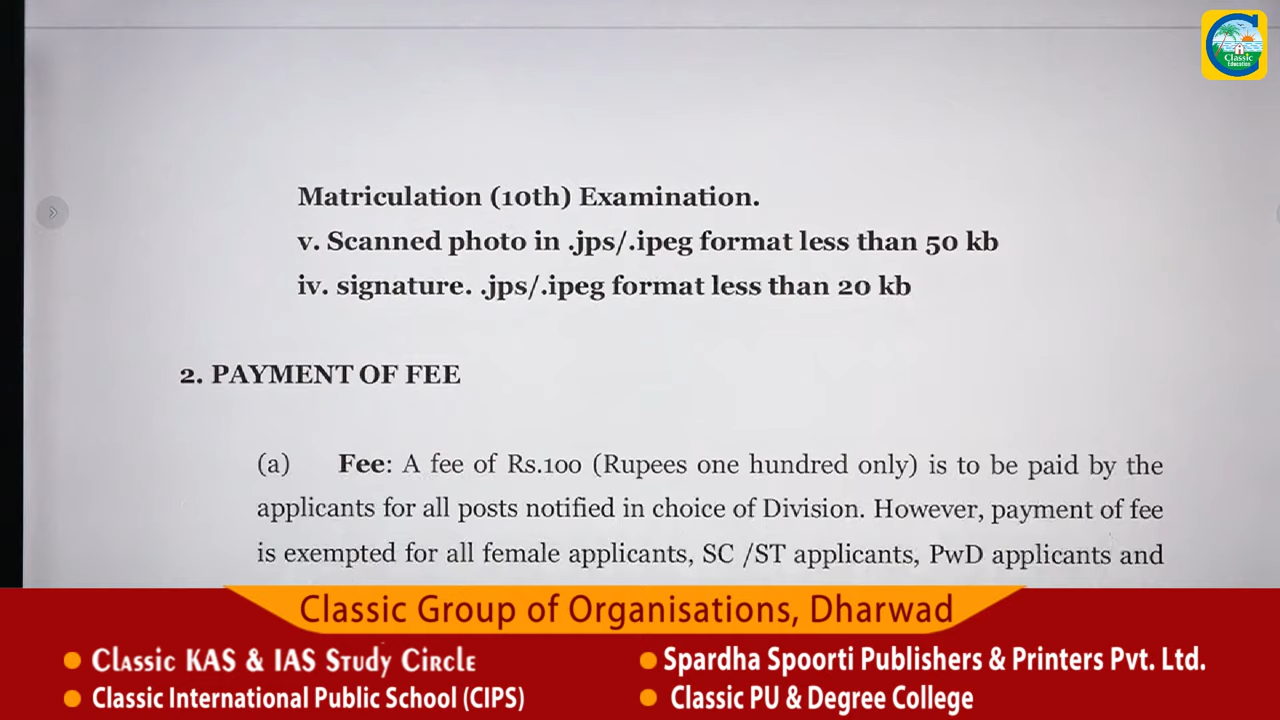 Classic
Education
Matriculation (10th) Examination.
v. Scanned photo in .jps/.ipeg format less than 50 kb
iv. signature. .jps/.ipeg format less than 20 kb
2. PAYMENT OF FEE
(a) Fee: A fee of Rs.100 (Rupees one hundred only) is to be paid by the
applicants for all posts notified in choice of Division. However, payment of fee
is exempted for all female applicants, SC /ST applicants, PwD applicants and
Classic Group of Organisations, Dharwad
Classic KAS & IAS Study Circle
Spardha Spoorti Publishers & Printers Pvt. Ltd.
Classic International Public School (CIPS)
Classic PU & Degree College